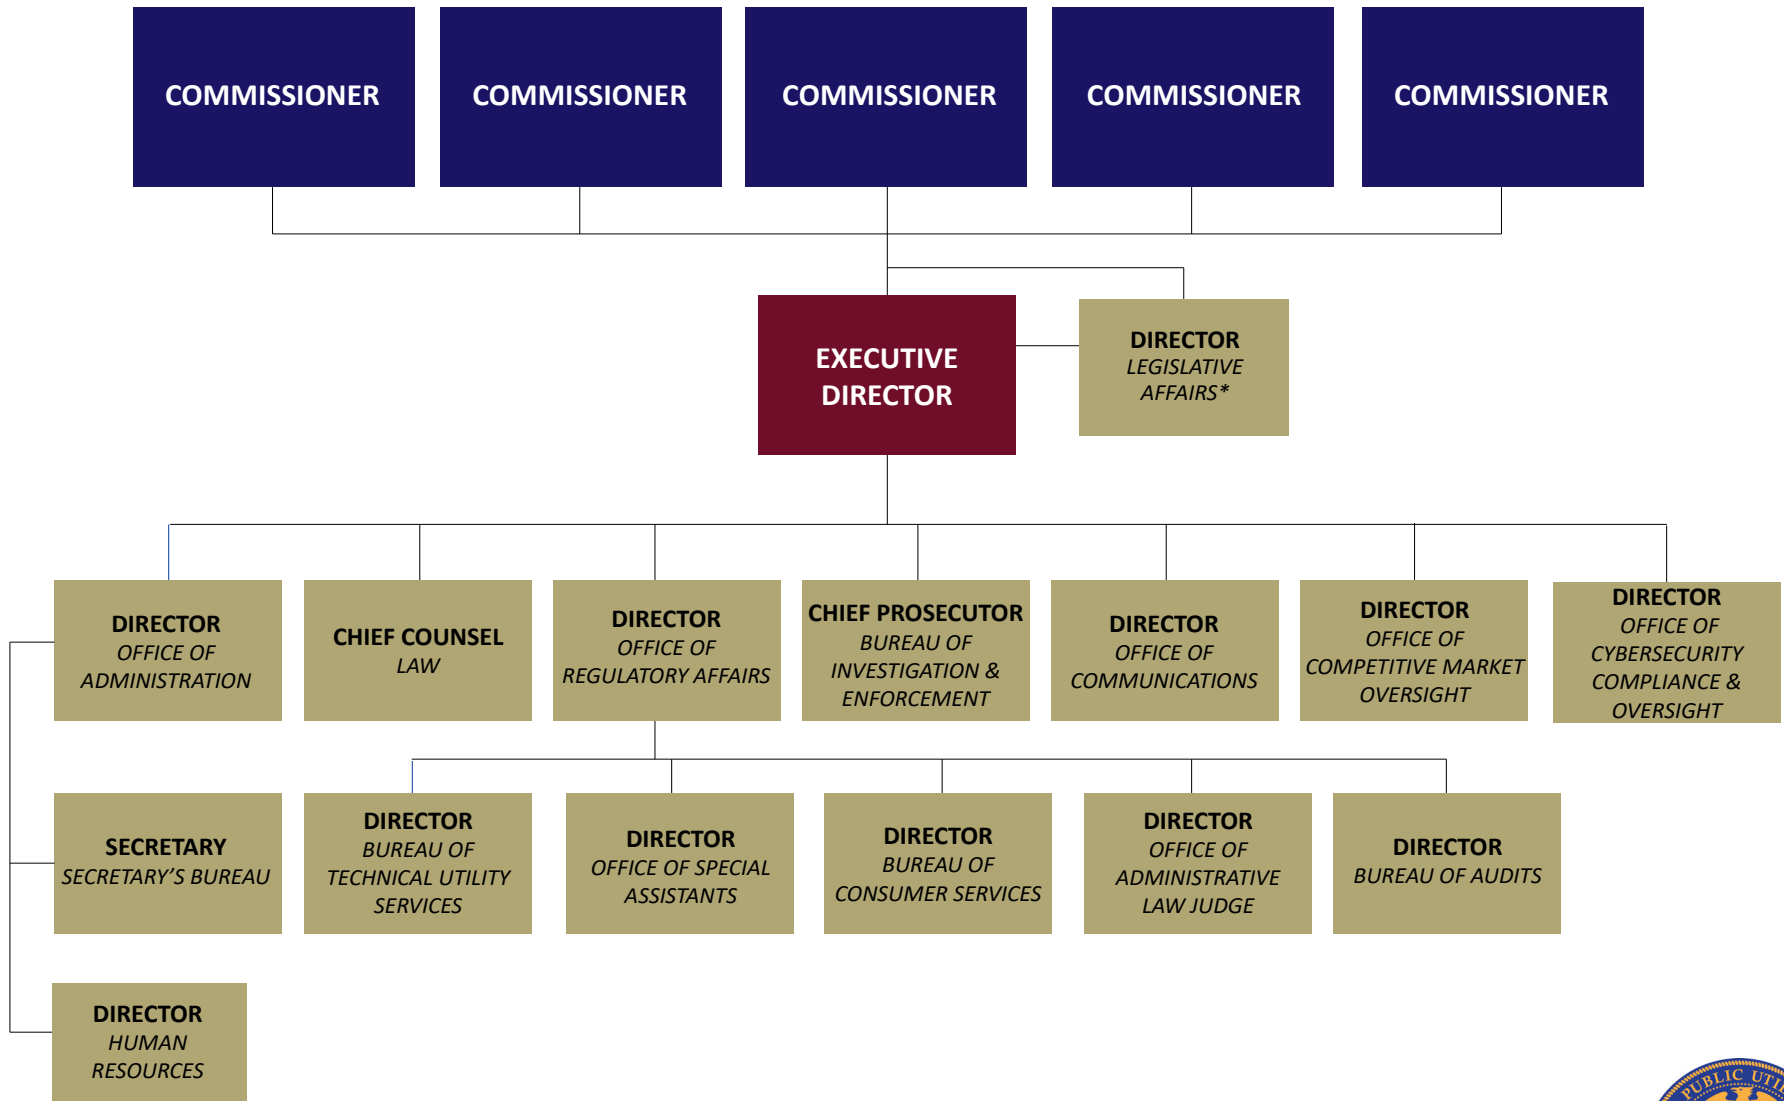 COMMISSIONER
COMMISSIONER
COMMISSIONER
COMMISSIONER
COMMISSIONER
EXECUTIVE
DIRECTOR
DIRECTOR
LEGISLATIVE
AFFAIRS*
DIRECTOR
OFFICE OF
ADMINISTRATION
CHIEF COUNSEL
LAW
DIRECTOR
OFFICE OF
REGULATORY AFFAIRS
CHIEF PROSECUTOR
BUREAU OF
INVESTIGATION &
ENFORCEMENT
DIRECTOR
OFFICE OF
COMMUNICATIONS
DIRECTOR
OFFICE OF
COMPETITIVE MARKET
OVERSIGHT
DIRECTOR
OFFICE OF
CYBERSECURITY
COMPLIANCE &
OVERSIGHT
SECRETARY
SECRETARY’S BUREAU
DIRECTOR
BUREAU OF
TECHNICAL UTILITY
SERVICES
DIRECTOR
OFFICE OF SPECIAL
ASSISTANTS
DIRECTOR
BUREAU OF
CONSUMER SERVICES
DIRECTOR
OFFICE OF
ADMINISTRATIVE
LAW JUDGE
DIRECTOR
BUREAU OF AUDITS
DIRECTOR
HUMAN
RESOURCES
PUBLIC